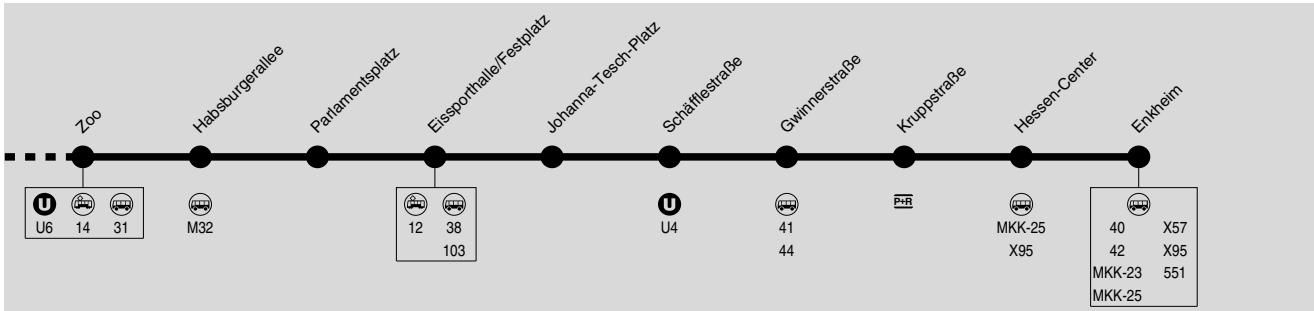 Zoo
Habsburgerallee
Parlamentsplatz
Eissporthalle/Festplatz
Johanna-Tesch-Platz
Schäfflestraße
Gwinnerstraße
Kruppstraße
Hessen-Center
Enkheim
U
U6 14 31
M32
12 38
103
U
U4
41
44
P+R
MKK-25
X95
40 X57
42 X95
MKK-23 551
MKK-25